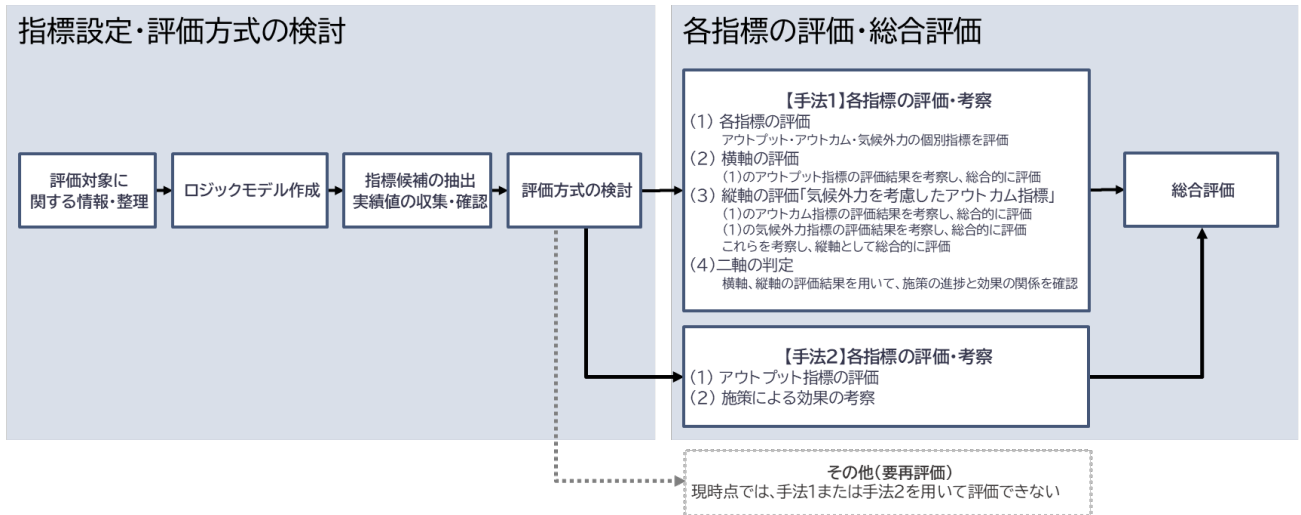 指標設定・評価方式の検討
評価対象に
関する情報・整理
ロジックモデル作成
指標候補の抽出
実績値の収集・確認
評価方式の検討
各指標の評価・総合評価
【手法1】各指標の評価・考察
(1) 各指標の評価
アウトプット・アウトカム・気候外力の個別指標を評価
(2) 横軸の評価
(1)のアウトプット指標の評価結果を考察し、総合的に評価
(3) 縦軸の評価「気候外力を考慮したアウトカム指標」
(1)のアウトカム指標の評価結果を考察し、総合的に評価
(1)の気候外力指標の評価結果を考察し、総合的に評価
これらを考察し、縦軸として総合的に評価
(4)二軸の判定
横軸、縦軸の評価結果を用いて、施策の進捗と効果の関係を確認
【手法2】各指標の評価・考察
(1) アウトプット指標の評価
(2) 施策による効果の考察
総合評価
その他(要再評価)
現時点では、手法1または手法2を用いて評価できない